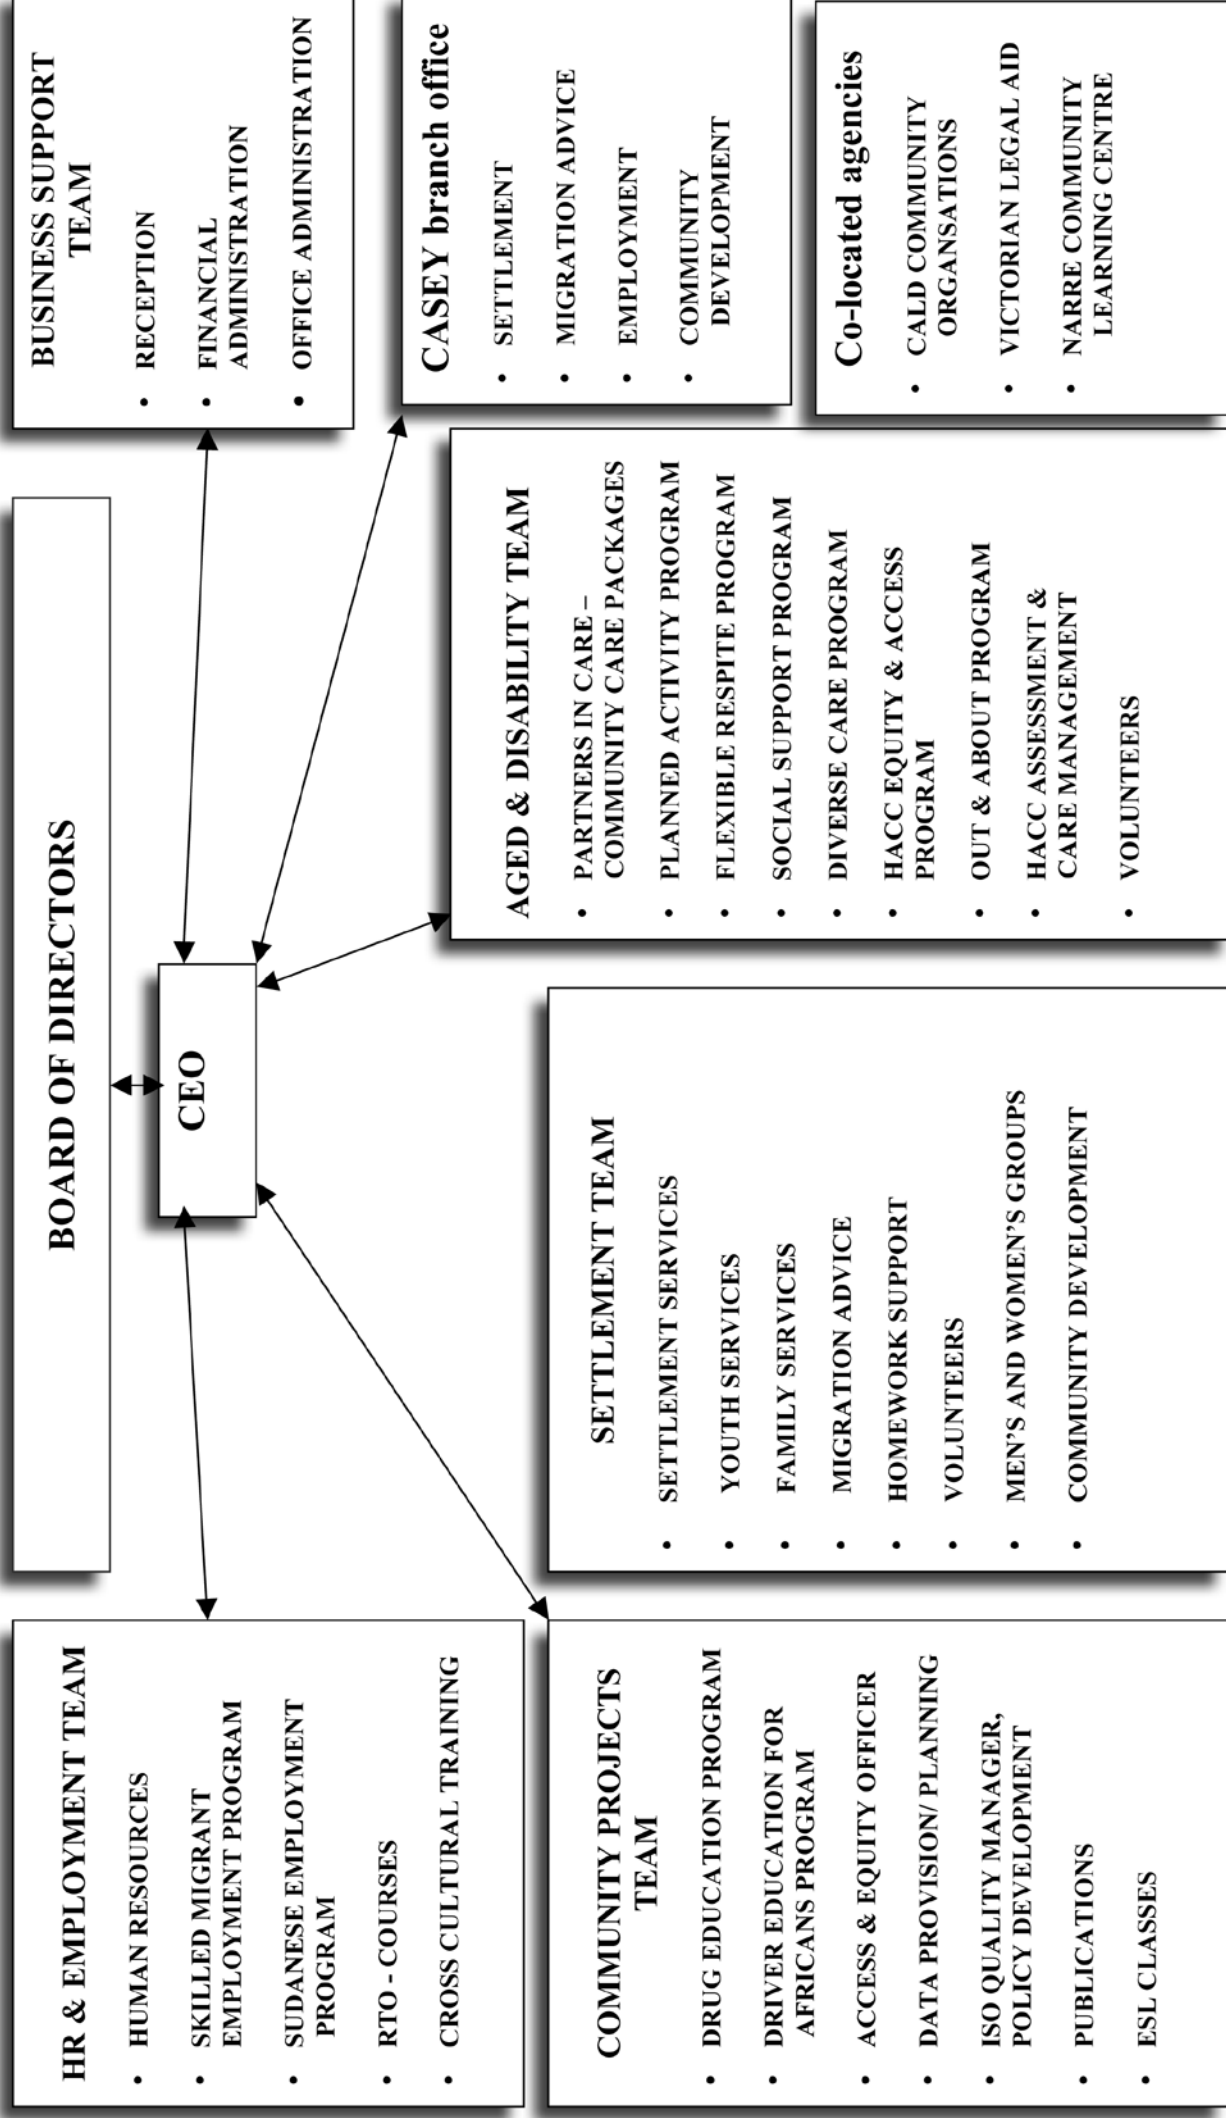 BOARD OF DIRECTORS
CEO
HR & EMPLOYMENT TEAM
• HUMAN RESOURCES
• SKILLED MIGRANT
EMPLOYMENT PROGRAM
• SUDANESE EMPLOYMENT
PROGRAM
• RTO - COURSES
• CROSS CULTURAL TRAINING
BUSINESS SUPPORT
TEAM
• RECEPTION
• FINANCIAL
ADMINISTRATION
• OFFICE ADMINISTRATION
COMMUNITY PROJECTS
TEAM
• DRUG EDUCATION PROGRAM
• DRIVER EDUCATION FOR
AFRICANS PROGRAM
• ACCESS & EQUITY OFFICER
• DATA PROVISION/ PLANNING
• ISO QUALITY MANAGER,
POLICY DEVELOPMENT
• PUBLICATIONS
• ESL CLASSES
SETTLEMENT TEAM
• SETTLEMENT SERVICES
• YOUTH SERVICES
• FAMILY SERVICES
• MIGRATION ADVICE
• HOMEWORK SUPPORT
• VOLUNTEERS
• MEN'S AND WOMEN'S GROUPS
• COMMUNITY DEVELOPMENT
AGED & DISABILITY TEAM
• PARTNERS IN CARE –
COMMUNITY CARE PACKAGES
• PLANNED ACTIVITY PROGRAM
• FLEXIBLE RESPITE PROGRAM
• SOCIAL SUPPORT PROGRAM
• DIVERSE CARE PROGRAM
• HACC EQUITY & ACCESS
PROGRAM
• OUT & ABOUT PROGRAM
• HACC ASSESSMENT &
CARE MANAGEMENT
• VOLUNTEERS
CASEY branch office
• SETTLEMENT
• MIGRATION ADVICE
• EMPLOYMENT
• COMMUNITY
DEVELOPMENT
Co-located agencies
• CALD COMMUNITY
ORGANSATIONS
• VICTORIAN LEGAL AID
• NARRE COMMUNITY
LEARNING CENTRE